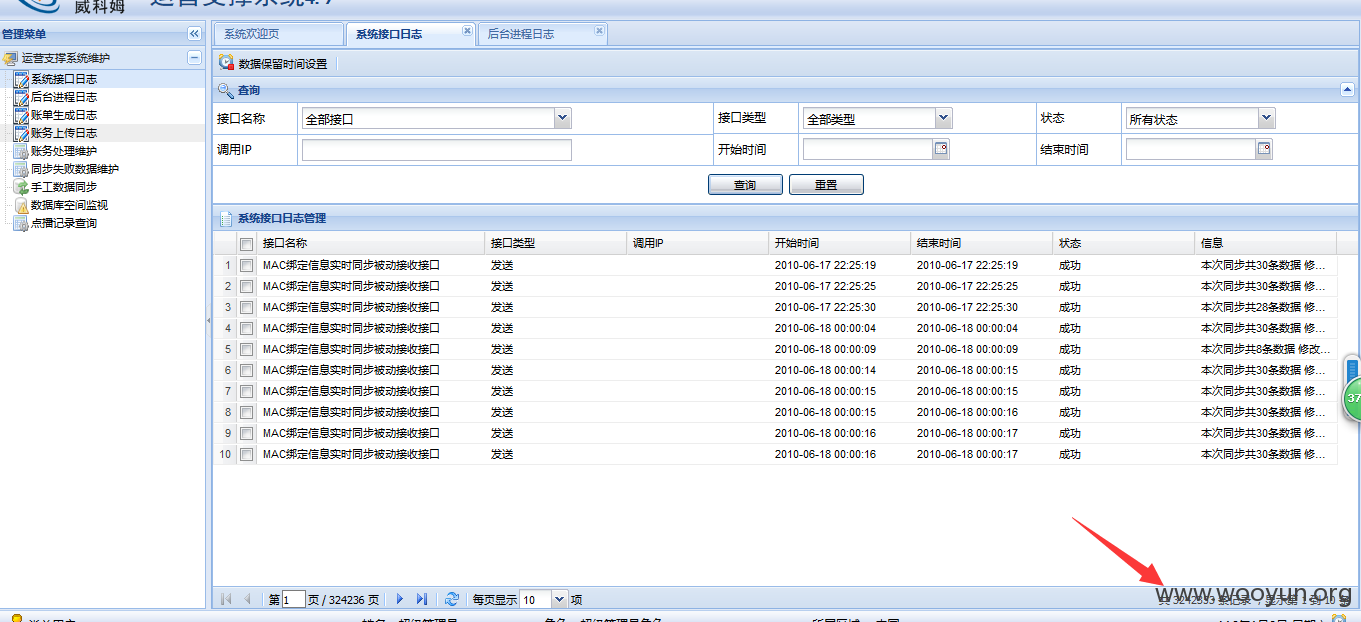 威科姆 运营支撑系统4.7
管理菜单
系统欢迎页 系统接口日志 后台进程日志
运营支撑系统维护
系统接口日志
后台进程日志
账单生成日志
账务上传日志
账务处理维护
同步失败数据维护
手工数据同步
数据库空间监视
点播记录查询
数据保留时间设置
查询
接口名称 全部接口 接口类型 全部类型 状态 所有状态
调用IP 开始时间 结束时间
查询 重置
系统接口日志管理
接口名称 接口类型 调用IP 开始时间 结束时间 状态 信息
1 MAC绑定信息实时同步被动接收接口 发送 2010-06-17 22:25:19 2010-06-17 22:25:19 成功 本次同步共30条数据 修...
2 MAC绑定信息实时同步被动接收接口 发送 2010-06-17 22:25:25 2010-06-17 22:25:25 成功 本次同步共30条数据 修...
3 MAC绑定信息实时同步被动接收接口 发送 2010-06-17 22:25:30 2010-06-17 22:25:30 成功 本次同步共28条数据 修...
4 MAC绑定信息实时同步被动接收接口 发送 2010-06-18 00:00:04 2010-06-18 00:00:04 成功 本次同步共30条数据 修...
5 MAC绑定信息实时同步被动接收接口 发送 2010-06-18 00:00:09 2010-06-18 00:00:09 成功 本次同步共8条数据 修改...
6 MAC绑定信息实时同步被动接收接口 发送 2010-06-18 00:00:14 2010-06-18 00:00:15 成功 本次同步共30条数据 修...
7 MAC绑定信息实时同步被动接收接口 发送 2010-06-18 00:00:15 2010-06-18 00:00:15 成功 本次同步共30条数据 修...
8 MAC绑定信息实时同步被动接收接口 发送 2010-06-18 00:00:15 2010-06-18 00:00:16 成功 本次同步共30条数据 修...
9 MAC绑定信息实时同步被动接收接口 发送 2010-06-18 00:00:16 2010-06-18 00:00:17 成功 本次同步共30条数据 修...
10 MAC绑定信息实时同步被动接收接口 发送 2010-06-18 00:00:16 2010-06-18 00:00:17 成功 本次同步共30条数据 修...
37
第 1 页 / 324236 页 每页显示 10 项
www.wooyun.org